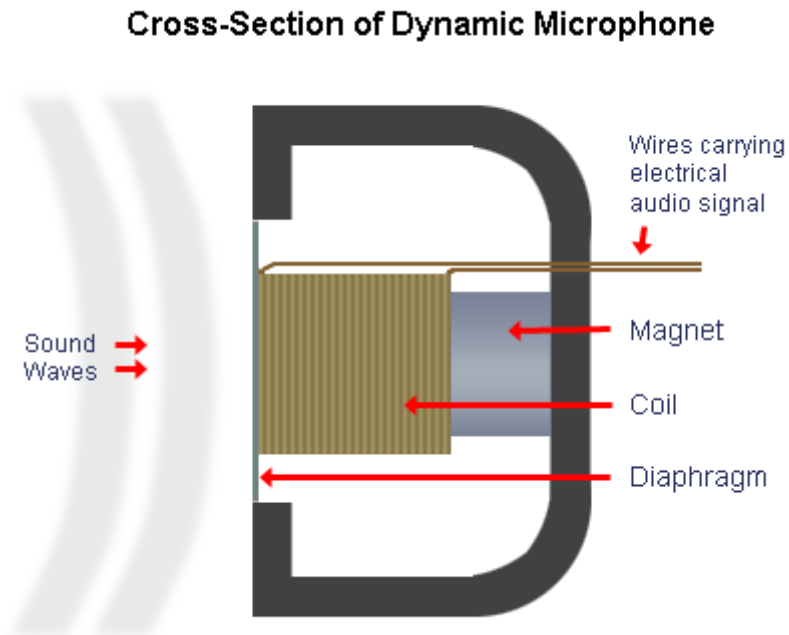 Cross-Section of Dynamic Microphone
Wires carrying
electrical
audio signal
Sound
Waves
Magnet
Coil
Diaphragm